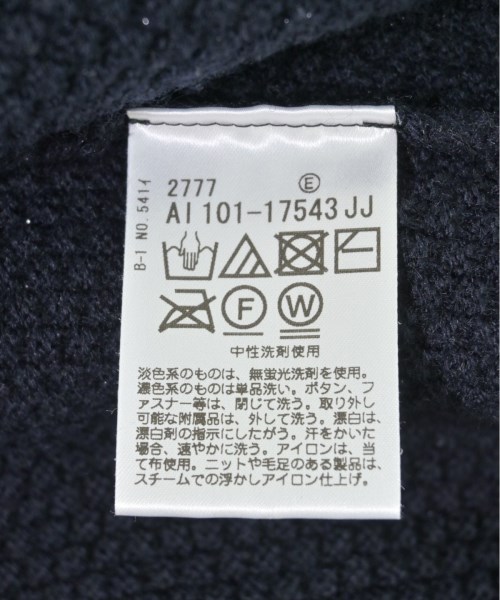 2777 Ⓔ
AI 101-17543 JJ
B-1 NO.541イ
F W
中性洗剤使用
淡色系のものは、無蛍光洗剤を使用。
濃色系のものは単品洗い。ボタン、フ
ァスナー等は、閉じて洗う。取り外し
可能な附属品は、外して洗う。漂白は、
漂白剤の指示にしたがう。汗をかいた
場合、速やかに洗う。アイロンは、当
て布使用。ニットや毛足のある製品は、
スチームでの浮かしアイロン仕上げ。